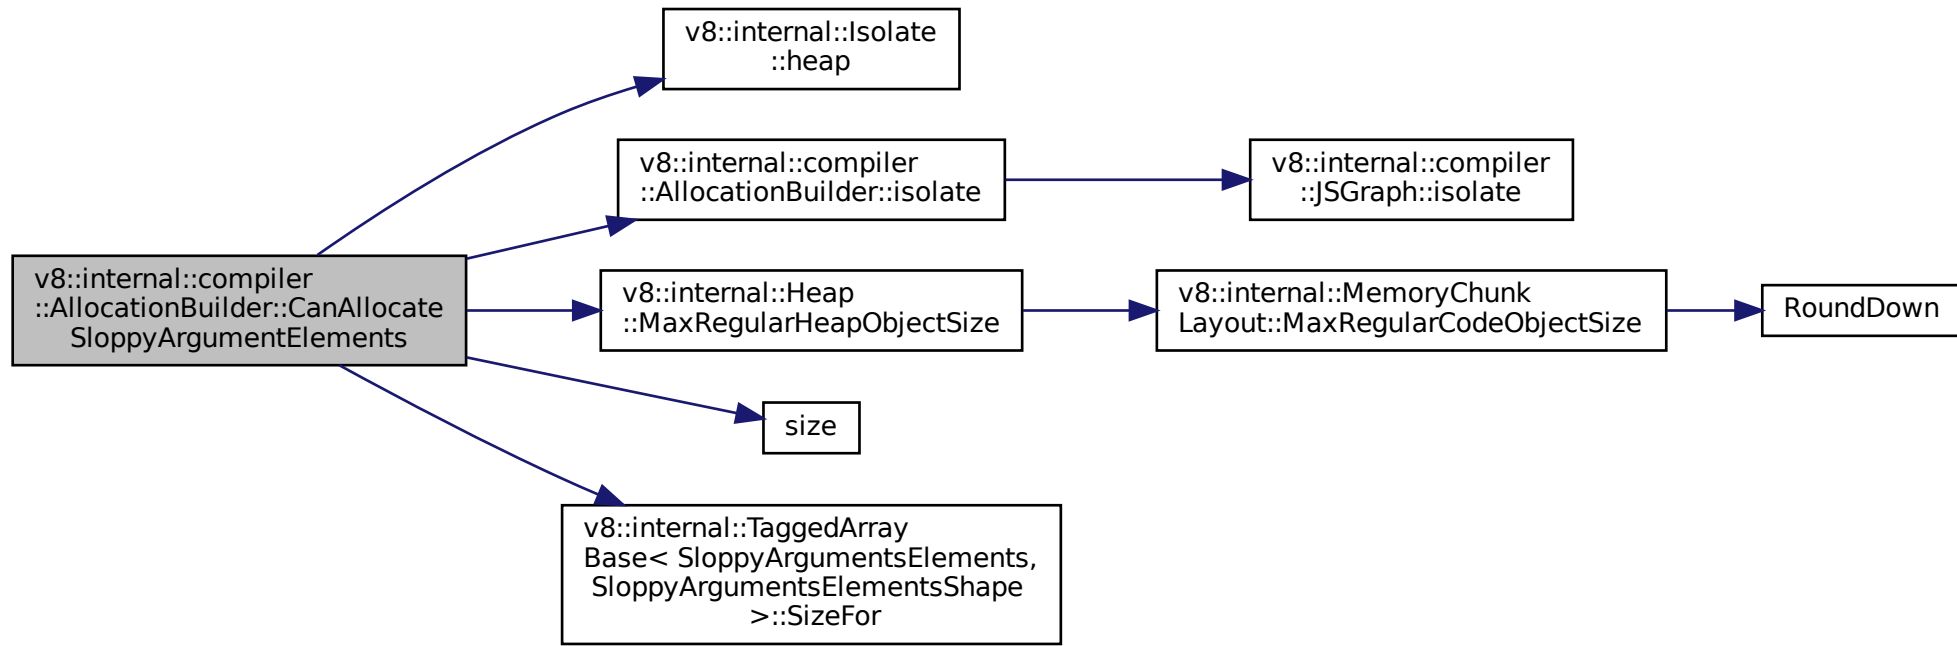 v8::internal::Isolate
::heap
v8::internal::compiler
::AllocationBuilder::isolate
v8::internal::compiler
::JSGraph::isolate
v8::internal::compiler
::AllocationBuilder::CanAllocate
SloppyArgumentElements
v8::internal::Heap
::MaxRegularHeapObjectSize
v8::internal::MemoryChunk
Layout::MaxRegularCodeObjectSize
RoundDown
size
v8::internal::TaggedArray
Base< SloppyArgumentsElements,
SloppyArgumentsElementsShape
>::SizeFor